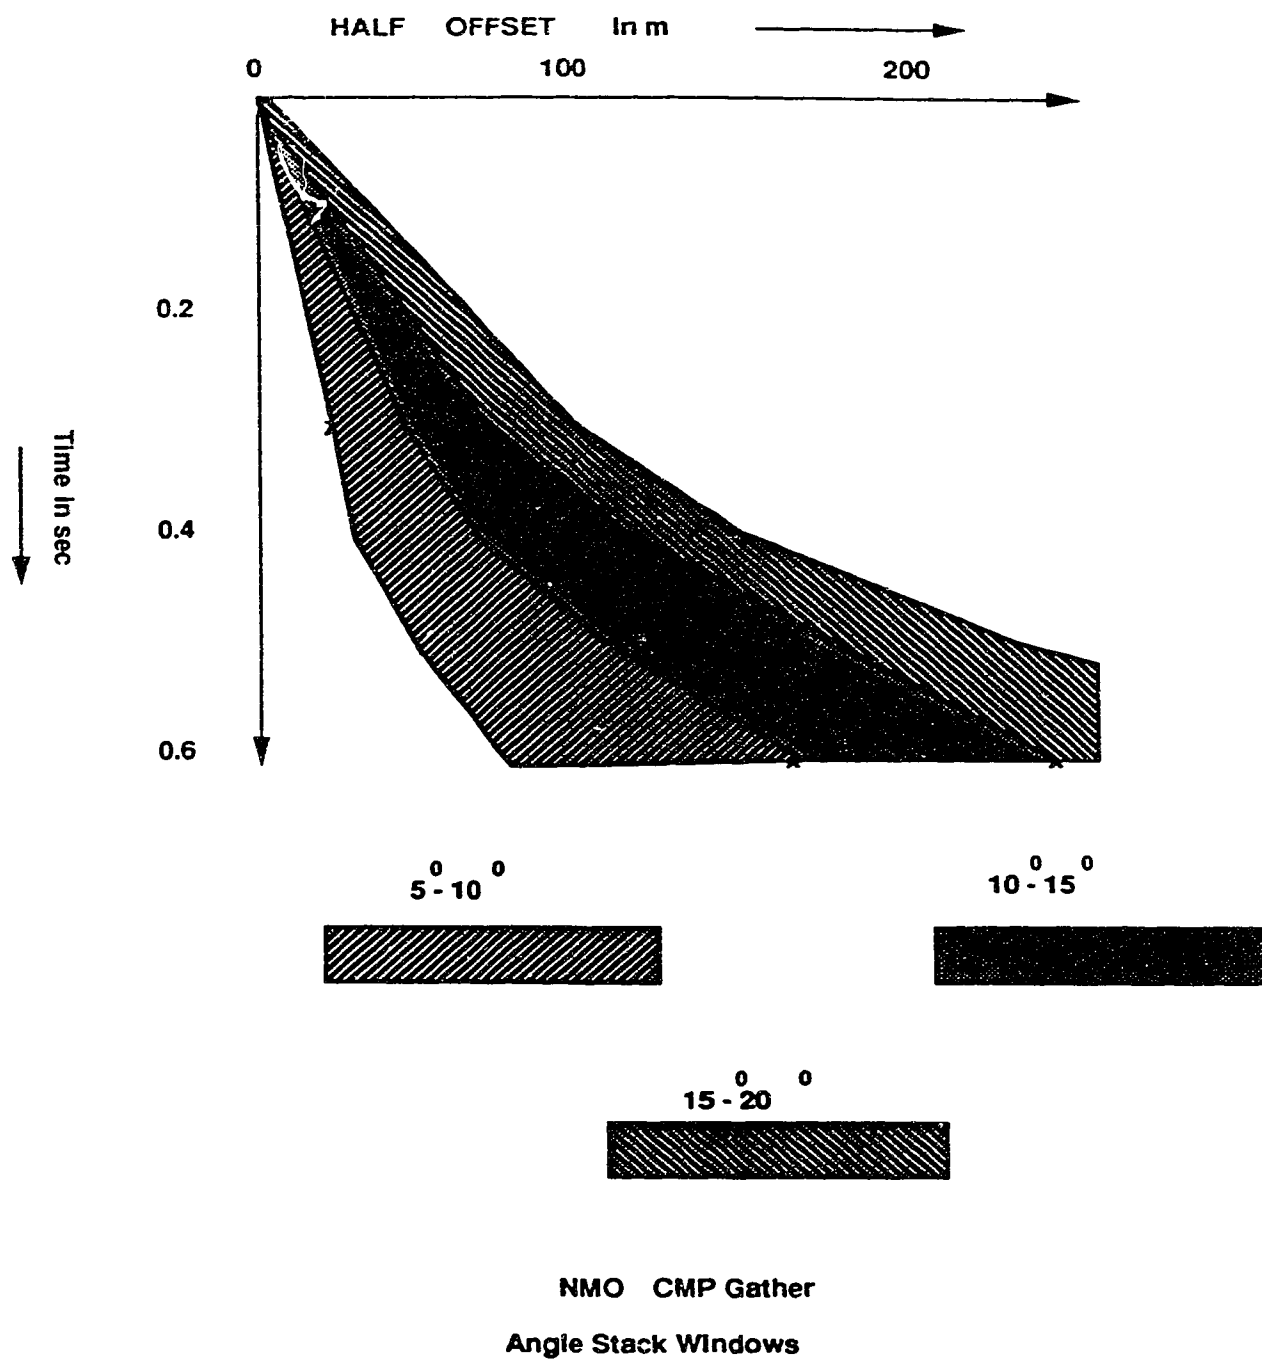 HALF OFFSET In m
0 100 200
0.2
Time In sec
0.4
0.6
5⁰-10⁰
10⁰-15⁰
15-20⁰ ⁰
NMO CMP Gather
Angle Stack Windows